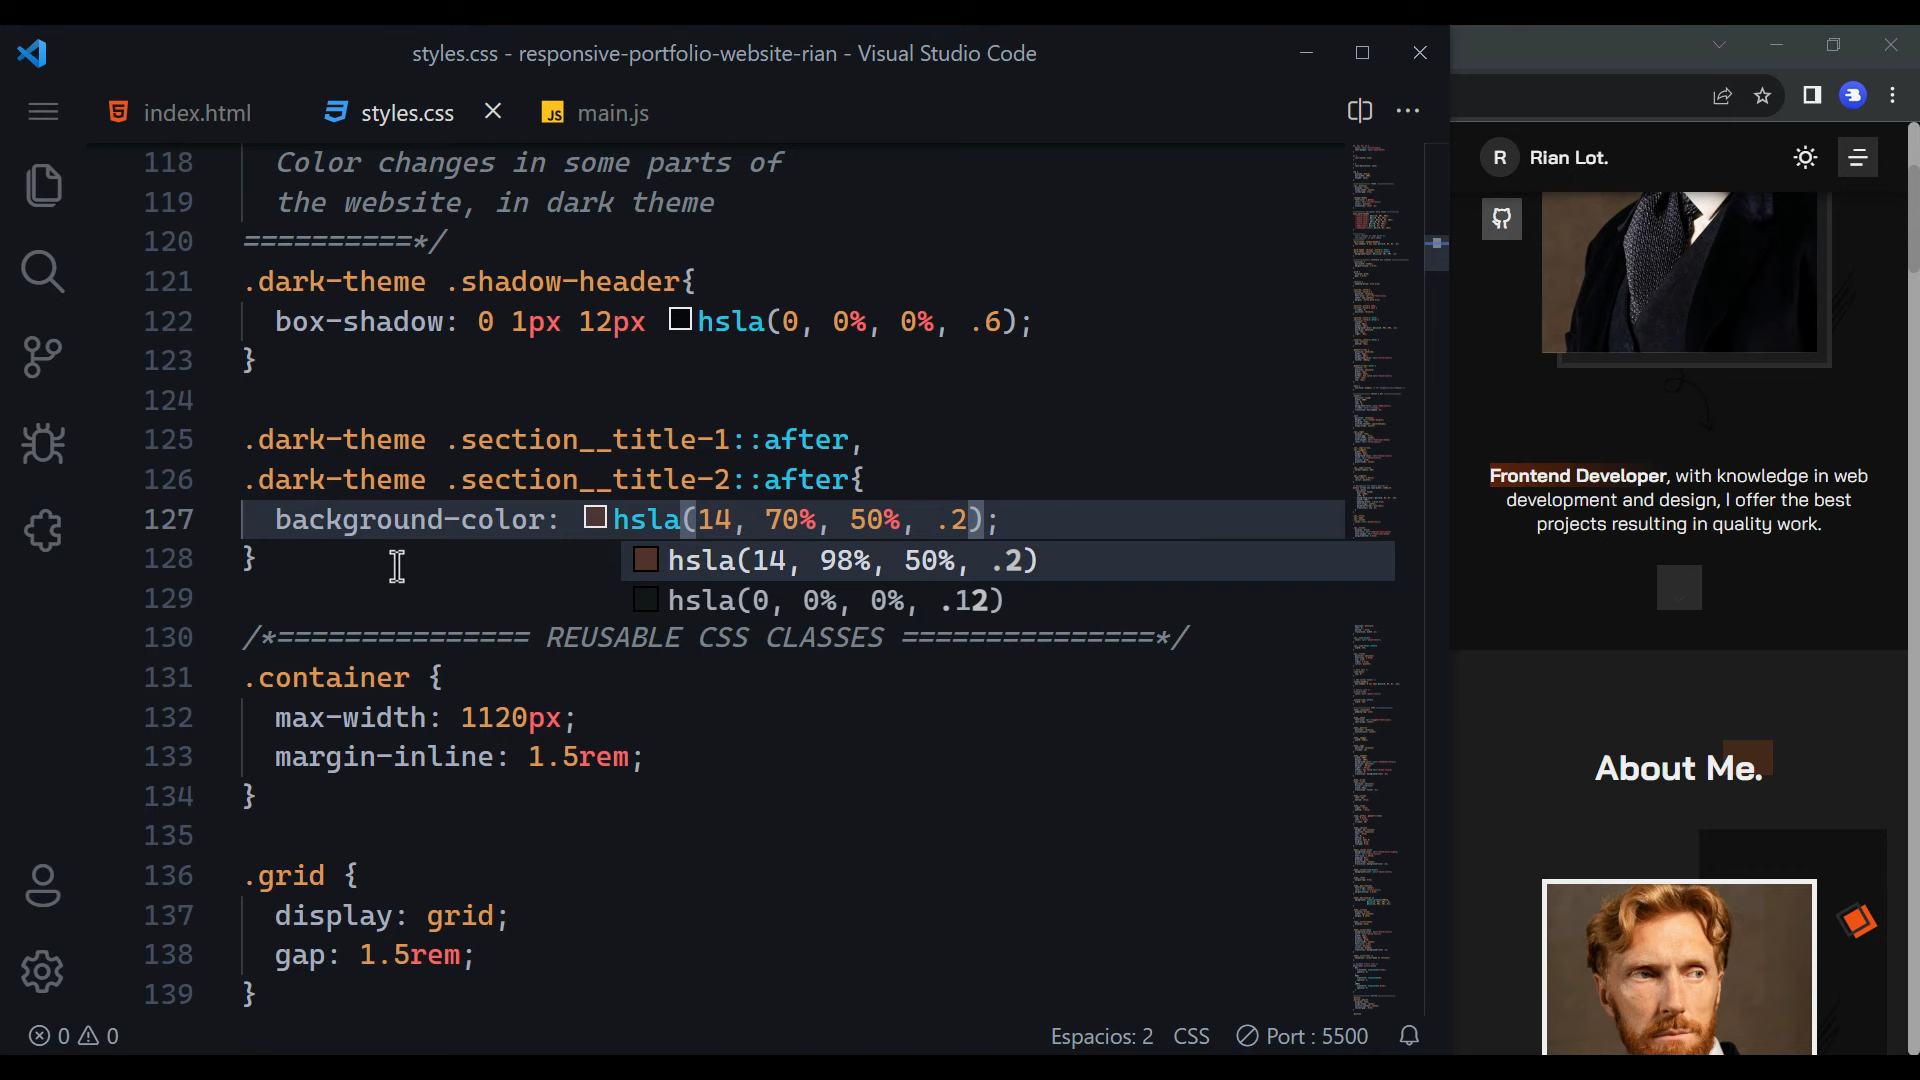 styles.css - responsive-portfolio-website-rian - Visual Studio Code
index.html
styles.css
JS main.js
118 Color changes in some parts of
119 the website, in dark theme
120 ==========*/
121 .dark-theme .shadow-header{
122 box-shadow: 0 1px 12px hsla(0, 0%, 0%, .6);
123 }
124
125 .dark-theme .section__title-1::after,
126 .dark-theme .section__title-2::after{
127 background-color: hsla(14, 70%, 50%, .2);
hsla(14, 98%, 50%, .2)
128 }
hsla(0, 0%, 0%, .12)
129
130 /*=============== REUSABLE CSS CLASSES ===============*/
131 .container {
132 max-width: 1120px;
133 margin-inline: 1.5rem;
134 }
135
136 .grid {
137 display: grid;
138 gap: 1.5rem;
139 }
0 0
Espacios: 2 CSS Port : 5500
R Rian Lot.
Frontend Developer, with knowledge in web
development and design, I offer the best
projects resulting in quality work.
About Me.